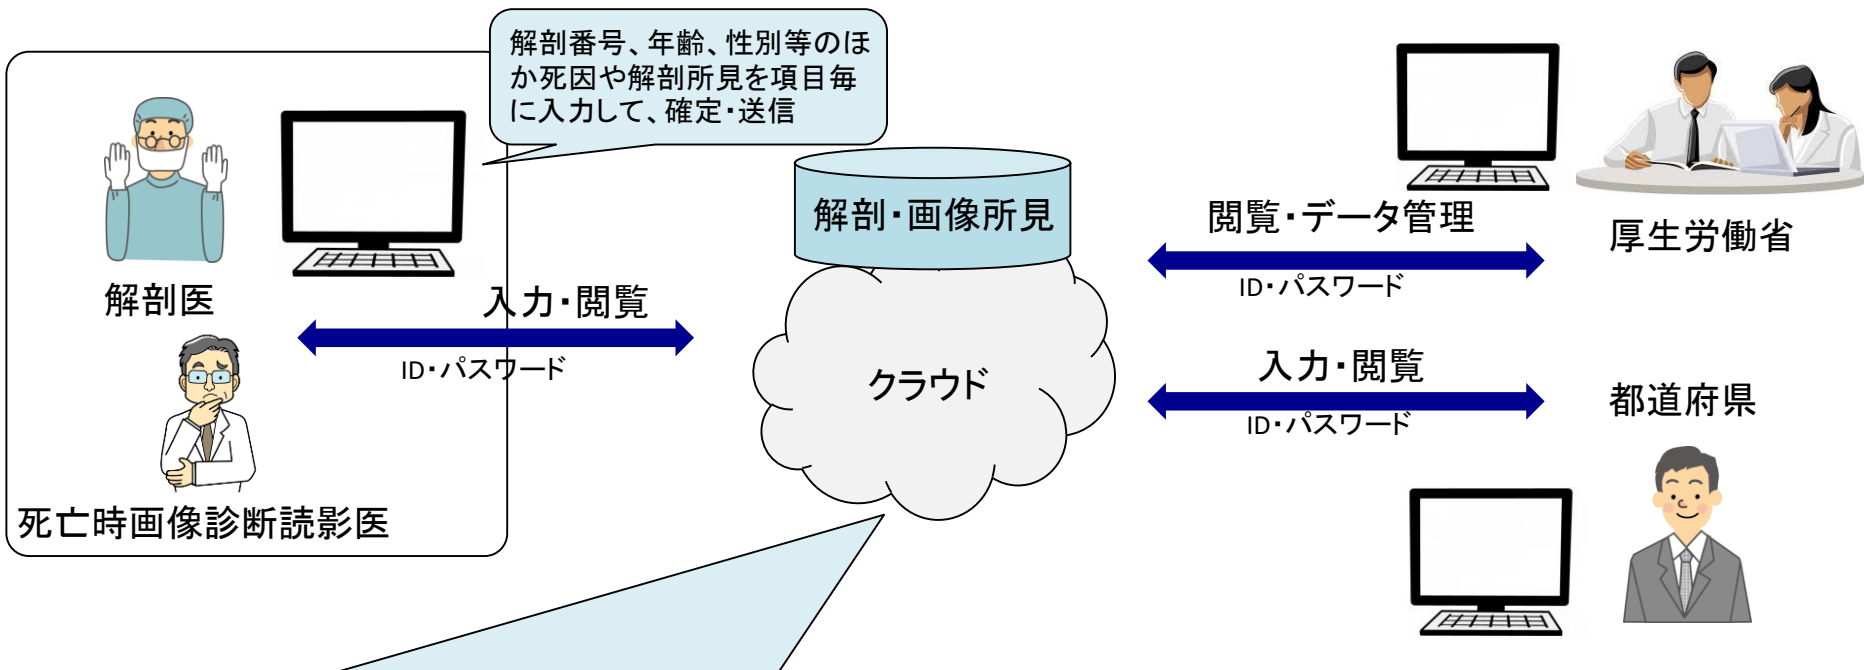 解剖番号、年齢、性別等のほ
か死因や解剖所見を項目毎
に入力して、確定・送信
解剖医
死亡時画像診断読影医
入力・閲覧
ID・パスワード
解剖・画像所見
クラウド
閲覧・データ管理
ID・パスワード
厚生労働省
入力・閲覧
ID・パスワード
都道府県